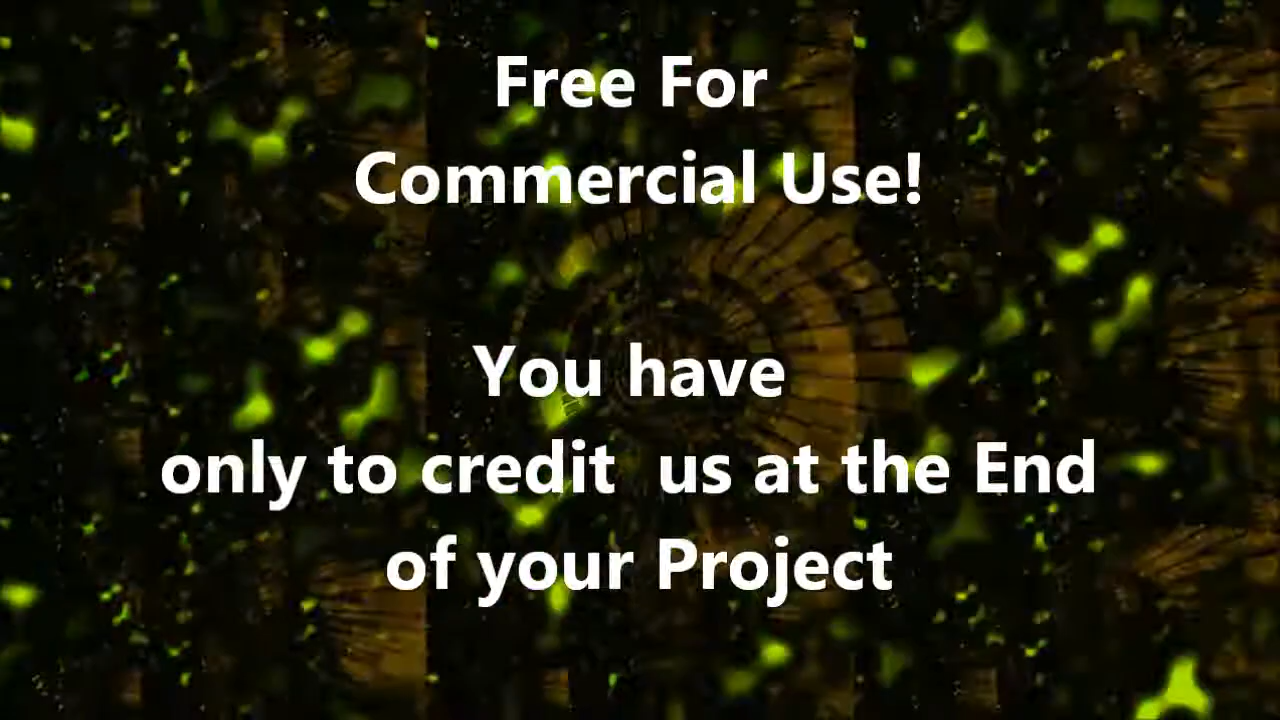 Free For
Commercial Use!
You have
only to credit  us at the End
of your Project